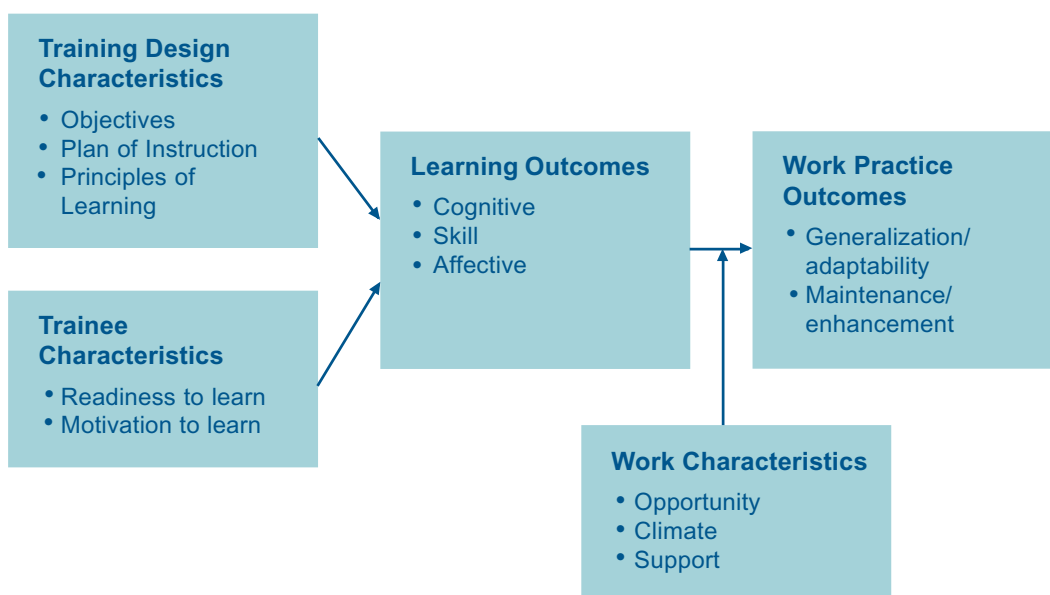 Training Design
Characteristics
• Objectives
• Plan of Instruction
• Principles of
Learning
Trainee
Characteristics
• Readiness to learn
• Motivation to learn
Learning Outcomes
• Cognitive
• Skill
• Affective
Work Practice
Outcomes
• Generalization/
adaptability
• Maintenance/
enhancement
Work Characteristics
• Opportunity
• Climate
• Support